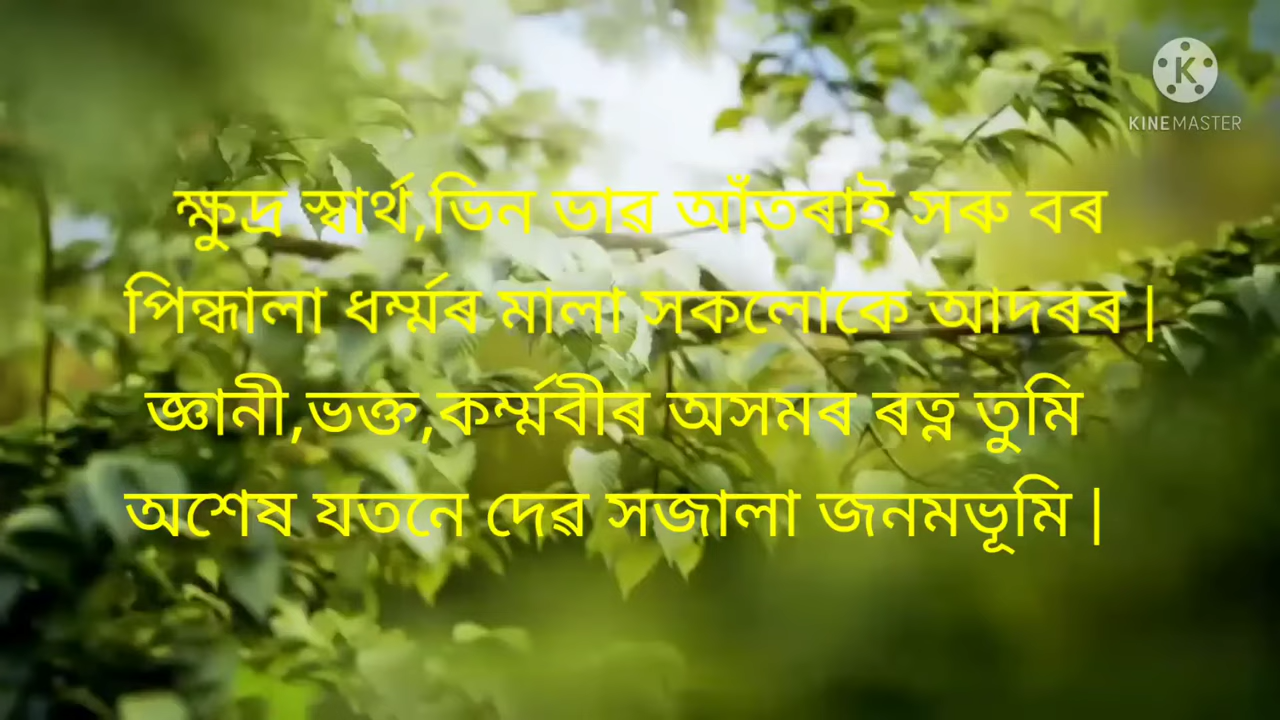 KINEMASTER
ক্ষুদ্ৰ স্বাৰ্থ,ভিন ভাৱ আঁতৰাই সৰু বৰ
পিন্ধালা ধৰ্ম্মৰ মালা সকলোকে আদৰৰ |
জ্ঞানী,ভক্ত,কৰ্ম্মবীৰ অসমৰ ৰত্ন তুমি
অশেষ যতনে দেৱ সজালা জনমভূমি |